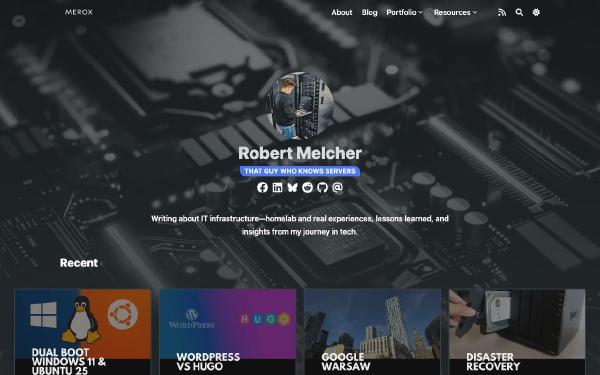 MEROX
About Blog Portfolio Resources
Robert Melcher
THAT GUY WHO KNOWS SERVERS
Writing about IT infrastructure—homelab and real experiences, lessons learned, and
insights from my journey in tech.
Recent
DUAL BOOT
WINDOWS 11 &
UBUNTU 25
WORDPRESS
HUGO
WORDPRESS
VS HUGO
GOOGLE
WARSAW
DISASTER
RECOVERY